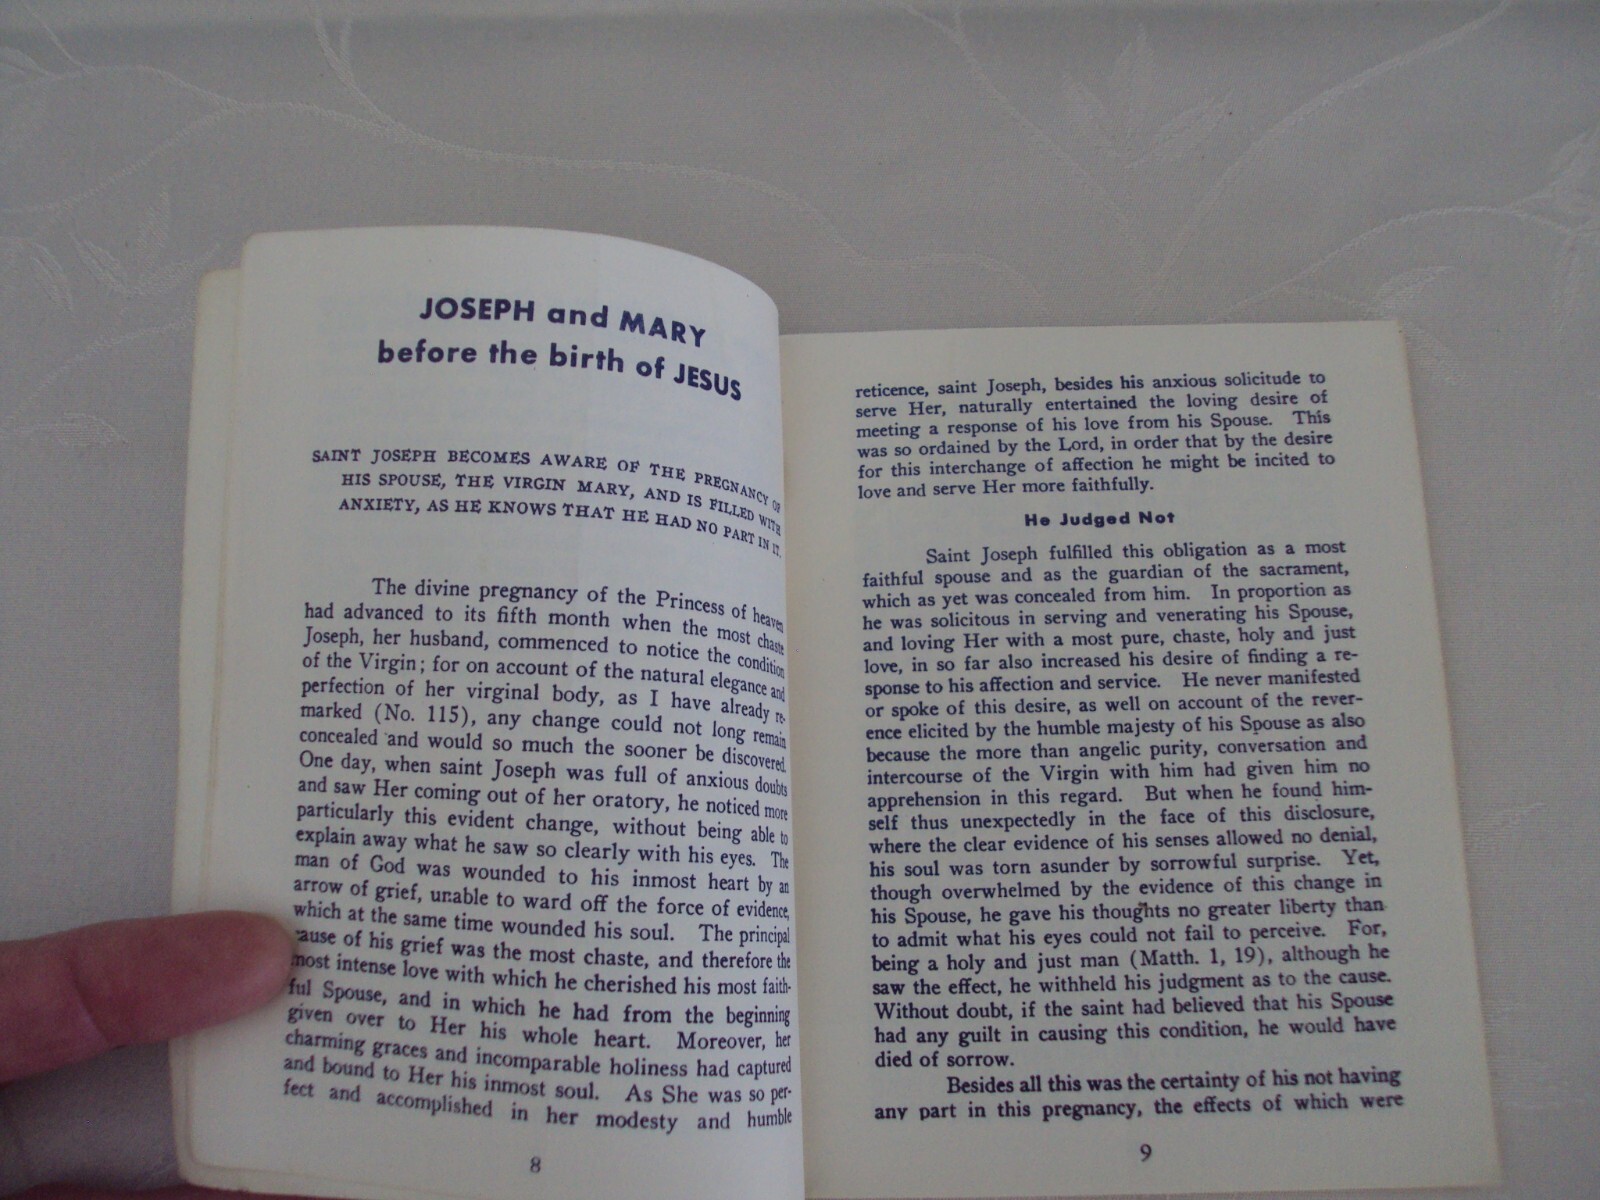 JOSEPH and MARY
before the birth of JESUS
SAINT JOSEPH BECOMES AWARE OF THE PREGNANCY OF
HIS SPOUSE, THE VIRGIN MARY, AND IS FILLED WITH
ANXIETY, AS HE KNOWS THAT HE HAD NO PART IN IT.
The divine pregnancy of the Princess of heaven
had advanced to its fifth month when the most chaste
Joseph, her husband, commenced to notice the condition
of the Virgin; for on account of the natural elegance and
perfection of her virginal body, as I have already re-
marked (No. 115), any change could not long remain
concealed and would so much the sooner be discovered.
One day, when saint Joseph was full of anxious doubts
and saw Her coming out of her oratory, he noticed more
particularly this evident change, without being able to
explain away what he saw so clearly with his eyes. The
man of God was wounded to his inmost heart by an
arrow of grief, unable to ward off the force of evidence,
which at the same time wounded his soul. The principal
cause of his grief was the most chaste, and therefore the
most intense love with which he cherished his most faith-
ful Spouse, and in which he had from the beginning
given over to Her his whole heart. Moreover, her
charming graces and incomparable holiness had captured
and bound to Her his inmost soul. As She was so per-
fect and accomplished in her modesty and humble
8
reticence, saint Joseph, besides his anxious solicitude to
serve Her, naturally entertained the loving desire of
meeting a response of his love from his Spouse. This
was so ordained by the Lord, in order that by the desire
for this interchange of affection he might be incited to
love and serve Her more faithfully.
He Judged Not
Saint Joseph fulfilled this obligation as a most
faithful spouse and as the guardian of the sacrament,
which as yet was concealed from him. In proportion as
he was solicitous in serving and venerating his Spouse,
and loving Her with a most pure, chaste, holy and just
love, in so far also increased his desire of finding a re-
sponse to his affection and service. He never manifested
or spoke of this desire, as well on account of the rever-
ence elicited by the humble majesty of his Spouse as also
because the more than angelic purity, conversation and
intercourse of the Virgin with him had given him no
apprehension in this regard. But when he found him-
self thus unexpectedly in the face of this disclosure,
where the clear evidence of his senses allowed no denial,
his soul was torn asunder by sorrowful surprise. Yet,
though overwhelmed by the evidence of this change in
his Spouse, he gave his thoughts no greater liberty than
to admit what his eyes could not fail to perceive. For,
being a holy and just man (Matth. 1, 19), although he
saw the effect, he withheld his judgment as to the cause.
Without doubt, if the saint had believed that his Spouse
had any guilt in causing this condition, he would have
died of sorrow.
Besides all this was the certainty of his not having
any part in this pregnancy, the effects of which were
9